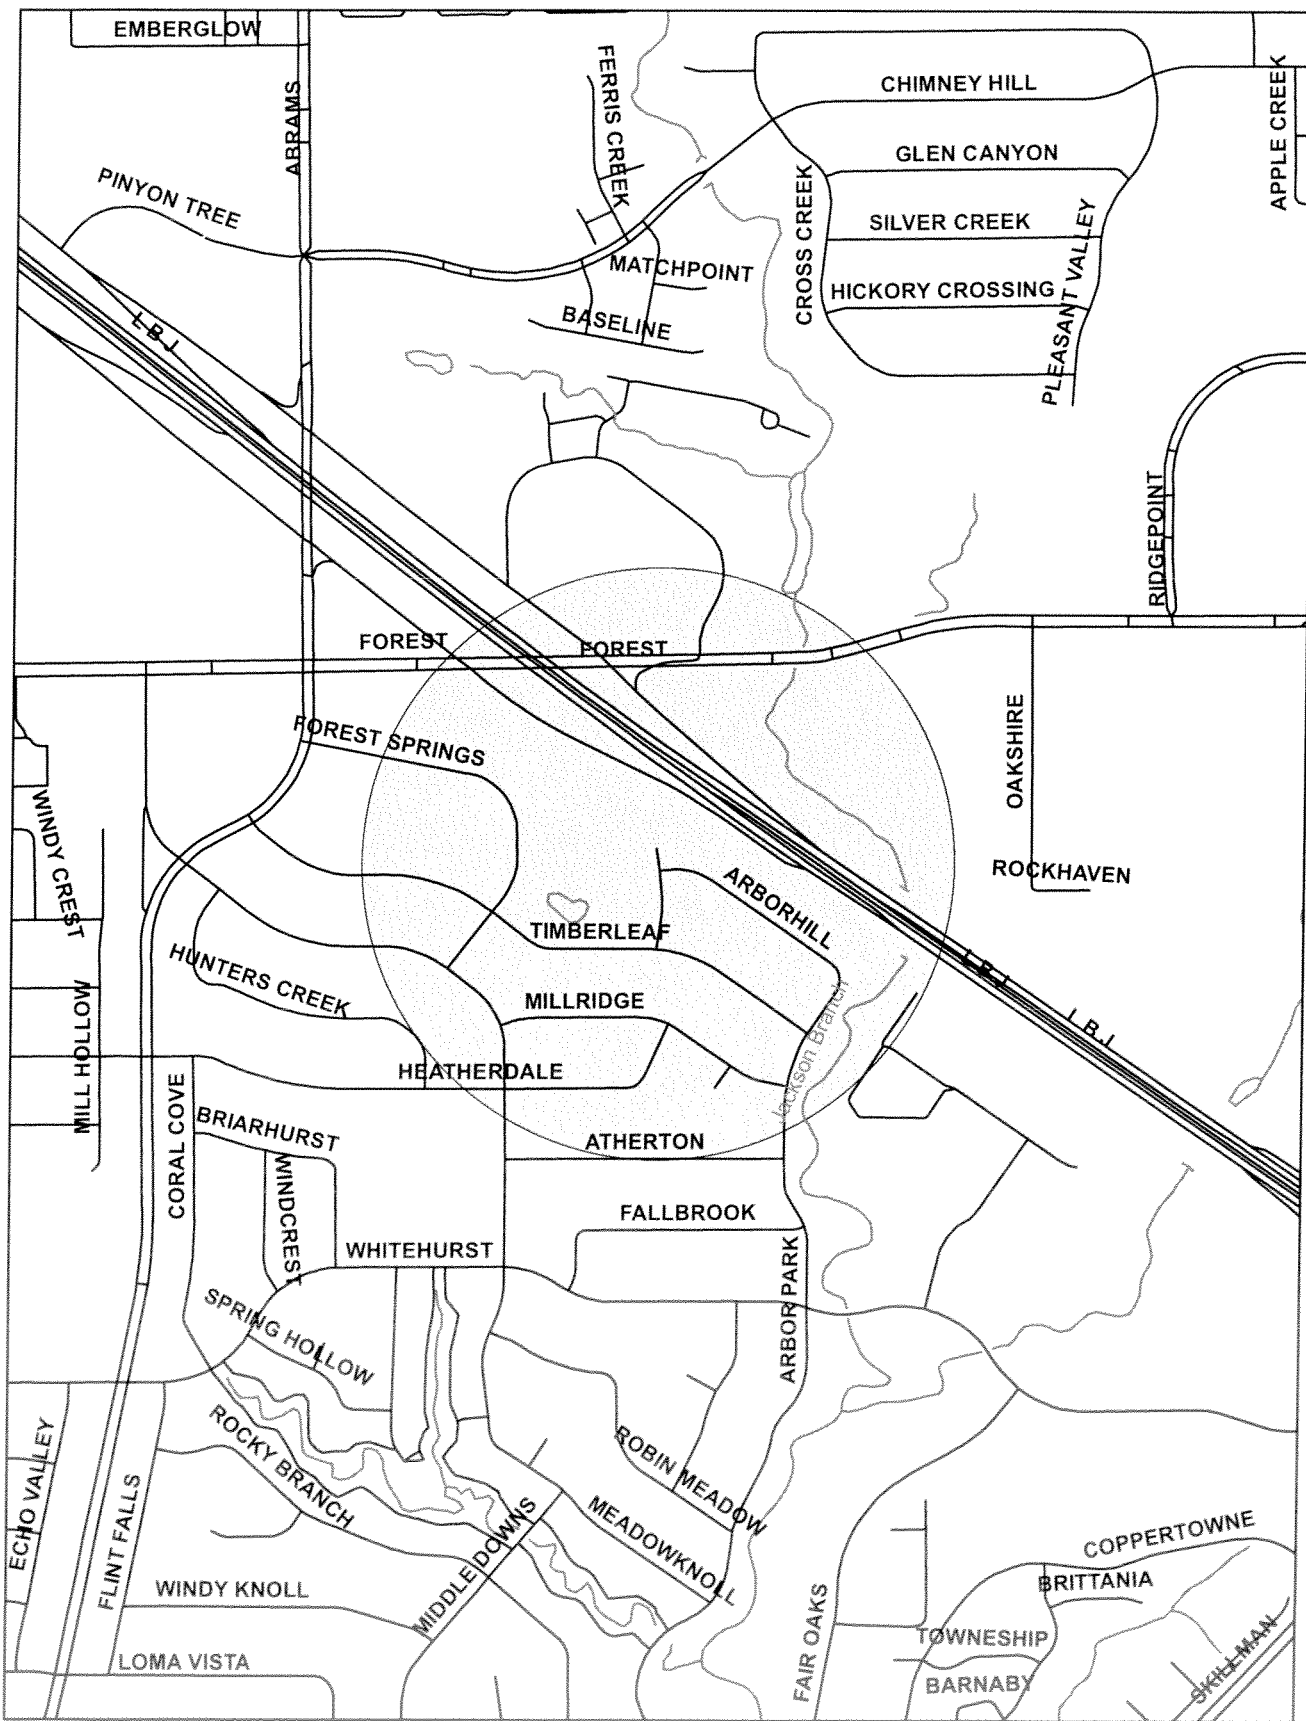 EMBERGLOW
ABRAMS
FERRIS CREEK
CHIMNEY HILL
APPLE CREEK
GLEN CANYON
PINYON TREE
CROSS CREEK
SILVER CREEK
PLEASANT VALLEY
MATCHPOINT
HICKORY CROSSING
L B J
BASELINE
RIDGEPOINT
FOREST
FOREST
FOREST SPRINGS
OAKSHIRE
WINDY CREST
ROCKHAVEN
ARBORHILL
TIMBERLEAF
HUNTERS CREEK
L B J
MILL HOLLOW
MILLRIDGE
L B J
Jackson Branch
HEATHERDALE
CORAL COVE
BRIARHURST
ATHERTON
WINDCREST
FALLBROOK
WHITEHURST
ARBOR PARK
SPRING HOLLOW
ROCKY BRANCH
ROBIN MEADOW
ECHO VALLEY
FLINT FALLS
MEADOWKNOLL
MIDDLE DOWNS
COPPERTOWNE
WINDY KNOLL
BRITTANIA
FAIR OAKS
TOWNESHIP
LOMA VISTA
BARNABY
SKILLMAN